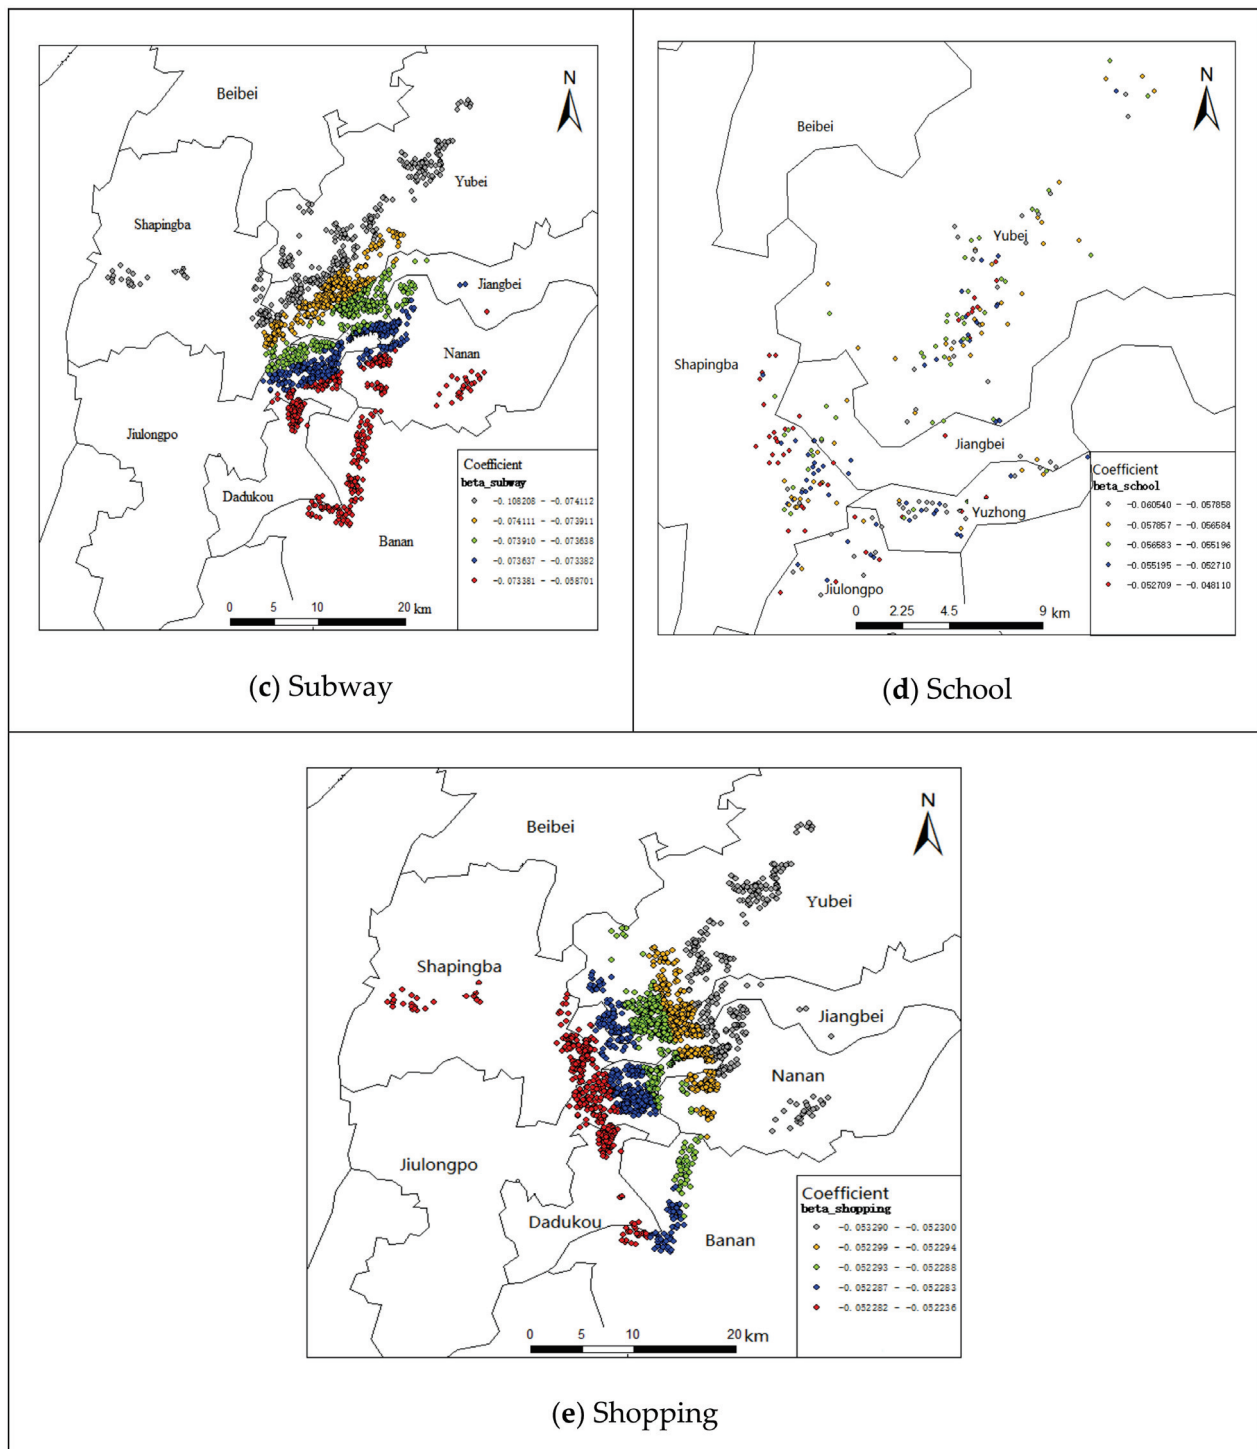 N
Beibei
Yubei
Shapingba
Jiangbei
Nanan
Jiulongpo
Dadukou
Banan
Coefficient
beta_subway
-0.108208 - -0.074112
-0.074111 - -0.073911
-0.073910 - -0.073638
-0.073637 - -0.073382
-0.073381 - -0.058701
0 5 10 20 km
(c) Subway
N
Beibei
Yubei
Shapingba
Jiangbei
Yuzhong
Jiulongpo
Coefficient
beta_school
-0.060540 - -0.057858
-0.057857 - -0.056584
-0.056583 - -0.055196
-0.055195 - -0.052710
-0.052709 - -0.048110
0 2.25 4.5 9 km
(d) School
N
Beibei
Yubei
Shapingba
Jiangbei
Nanan
Jiulongpo
Dadukou
Banan
Coefficient
beta_shopping
-0.053290 - -0.052300
-0.052299 - -0.052294
-0.052293 - -0.052288
-0.052287 - -0.052283
-0.052282 - -0.052236
0 5 10 20 km
(e) Shopping